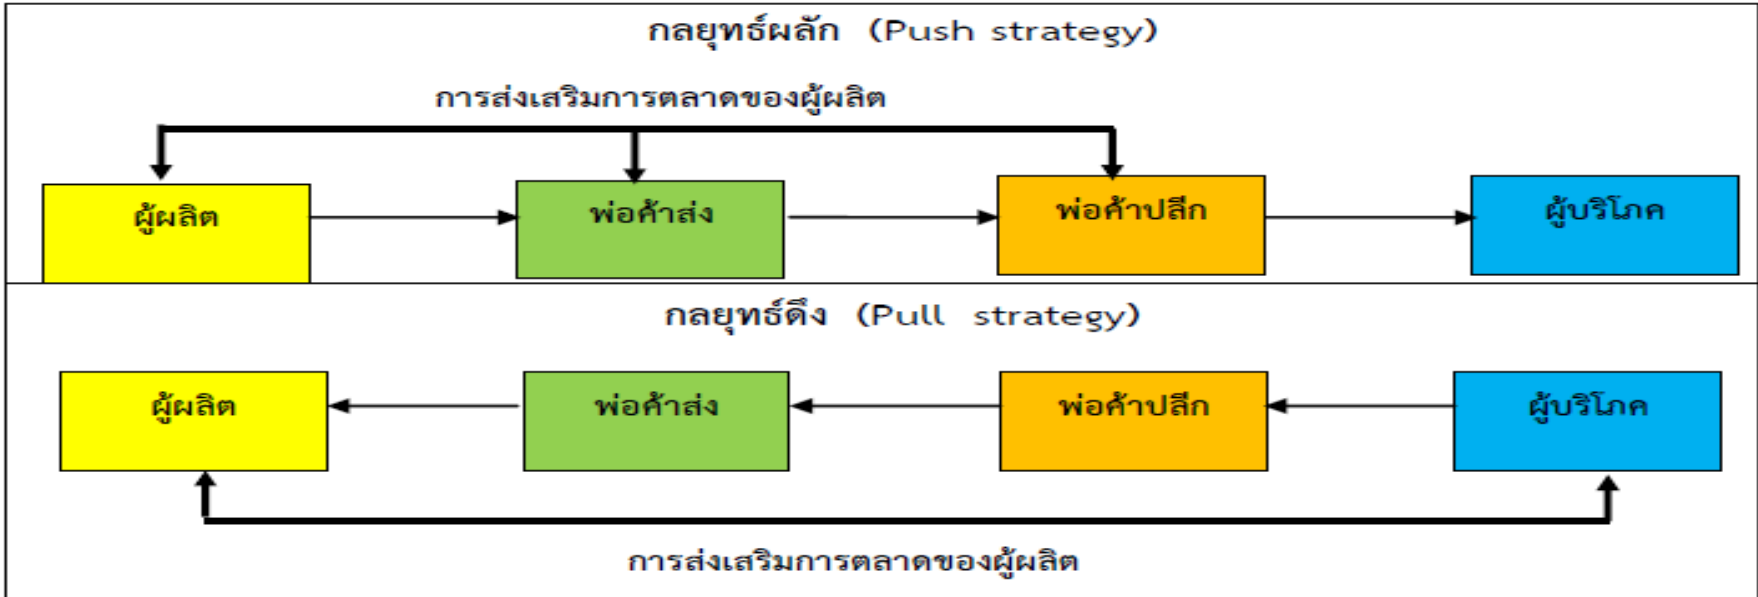 กลยุทธ์ผลัก (Push strategy)
การส่งเสริมการตลาดของผู้ผลิต
ผู้ผลิต
พ่อค้าส่ง
พ่อค้าปลีก
ผู้บริโภค
กลยุทธ์ดึง (Pull strategy)
ผู้ผลิต
พ่อค้าส่ง
พ่อค้าปลีก
ผู้บริโภค
การส่งเสริมการตลาดของผู้ผลิต